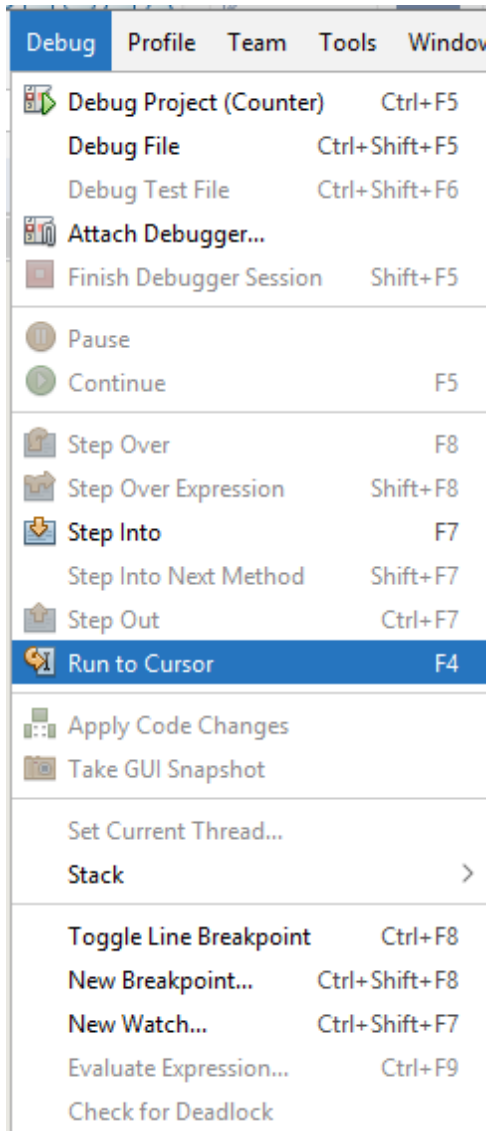 Debug Profile Team Tools Window
Debug Project (Counter) Ctrl+F5
Debug File Ctrl+Shift+F5
Debug Test File Ctrl+Shift+F6
Attach Debugger...
Finish Debugger Session Shift+F5
Pause
Continue F5
Step Over F8
Step Over Expression Shift+F8
Step Into F7
Step Into Next Method Shift+F7
Step Out Ctrl+F7
Run to Cursor F4
Apply Code Changes
Take GUI Snapshot
Set Current Thread...
Stack
Toggle Line Breakpoint Ctrl+F8
New Breakpoint... Ctrl+Shift+F8
New Watch... Ctrl+Shift+F7
Evaluate Expression... Ctrl+F9
Check for Deadlock